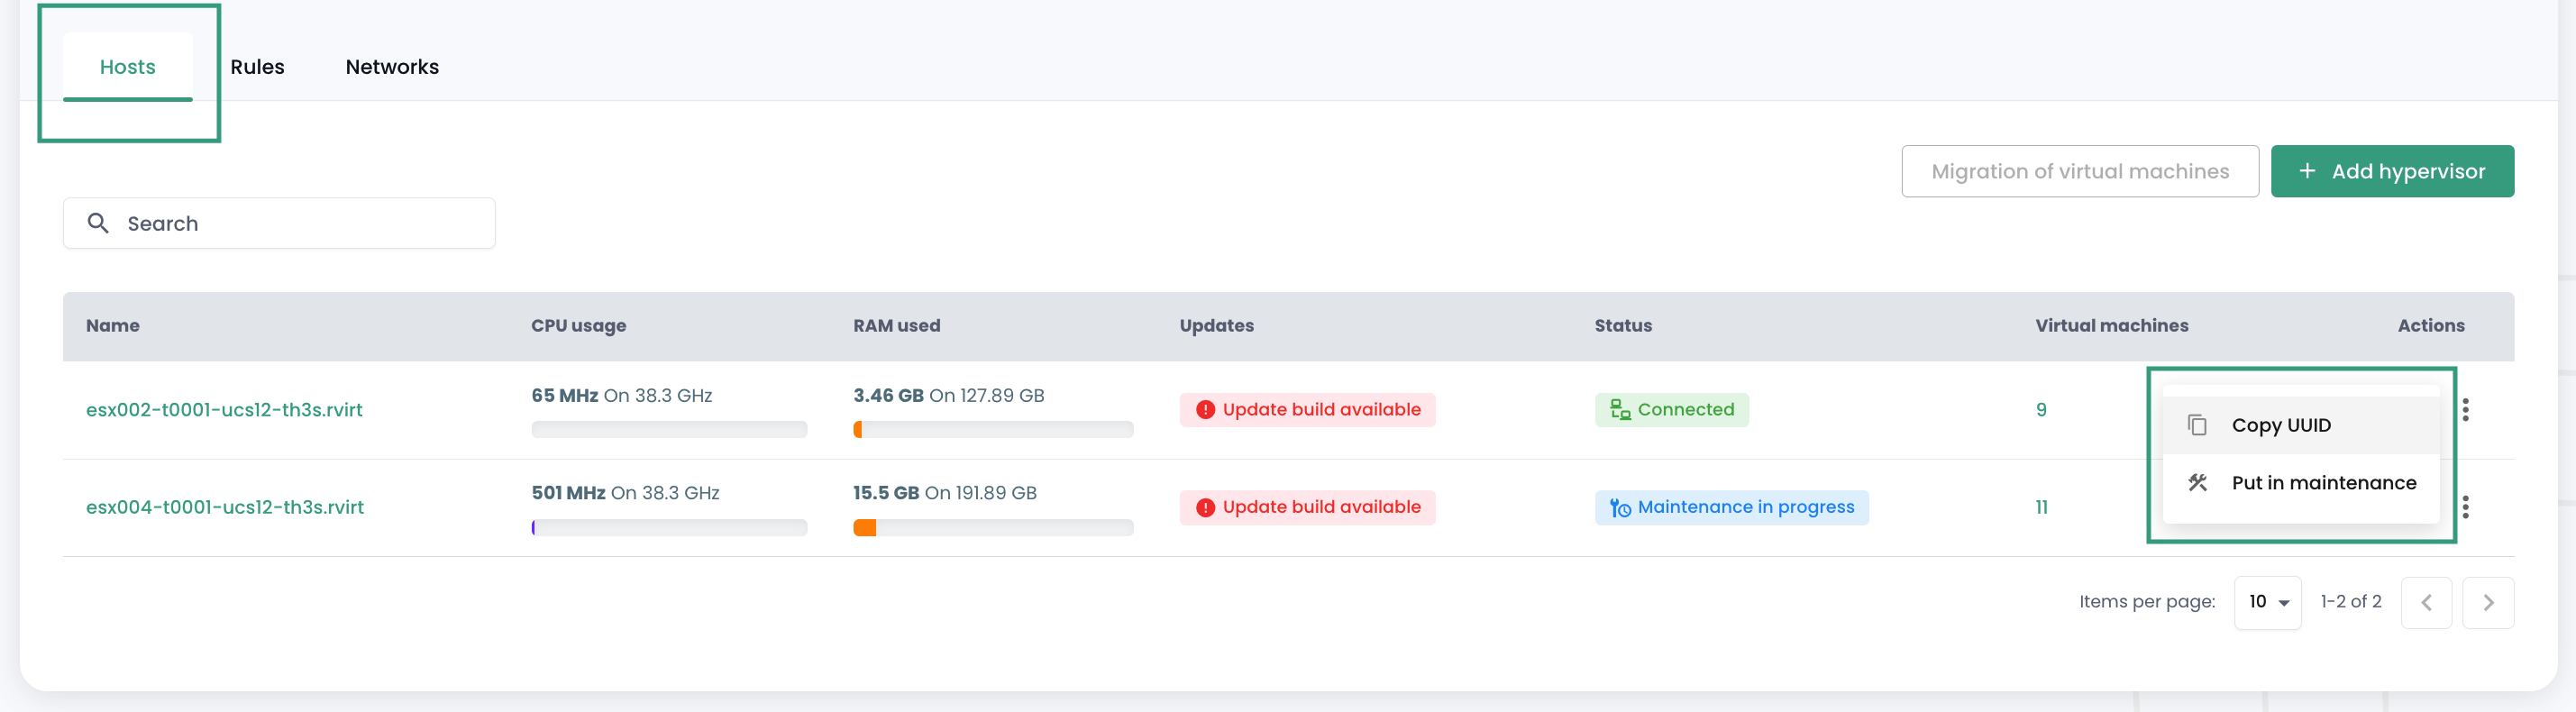 Hosts Rules Networks
Migration of virtual machines + Add hypervisor
Search
Name CPU usage RAM used Updates Status Virtual machines Actions
esx002-t0001-ucs12-th3s.rvirt 65 MHz On 38.3 GHz 3.46 GB On 127.89 GB Update build available Connected 9
Copy UUID
Put in maintenance
esx004-t0001-ucs12-th3s.rvirt 501 MHz On 38.3 GHz 15.5 GB On 191.89 GB Update build available Maintenance in progress 11
Items per page: 10 1-2 of 2